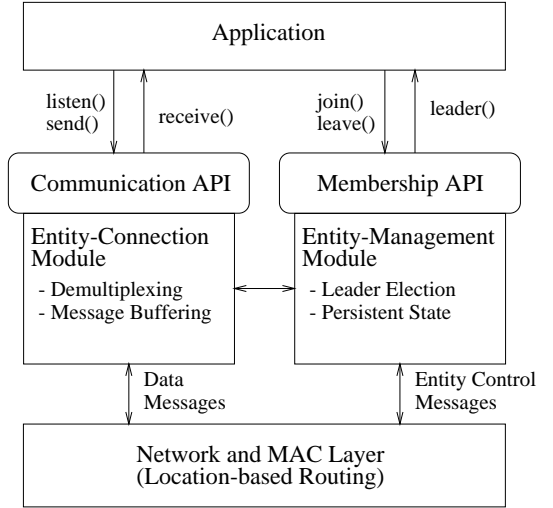 Application
listen()
send()
receive()
join()
leave()
leader()
Communication API
Membership API
Entity-Connection
Module
- Demultiplexing
- Message Buffering
Entity-Management
Module
- Leader Election
- Persistent State
Data
Messages
Entity Control
Messages
Network and MAC Layer
(Location-based Routing)